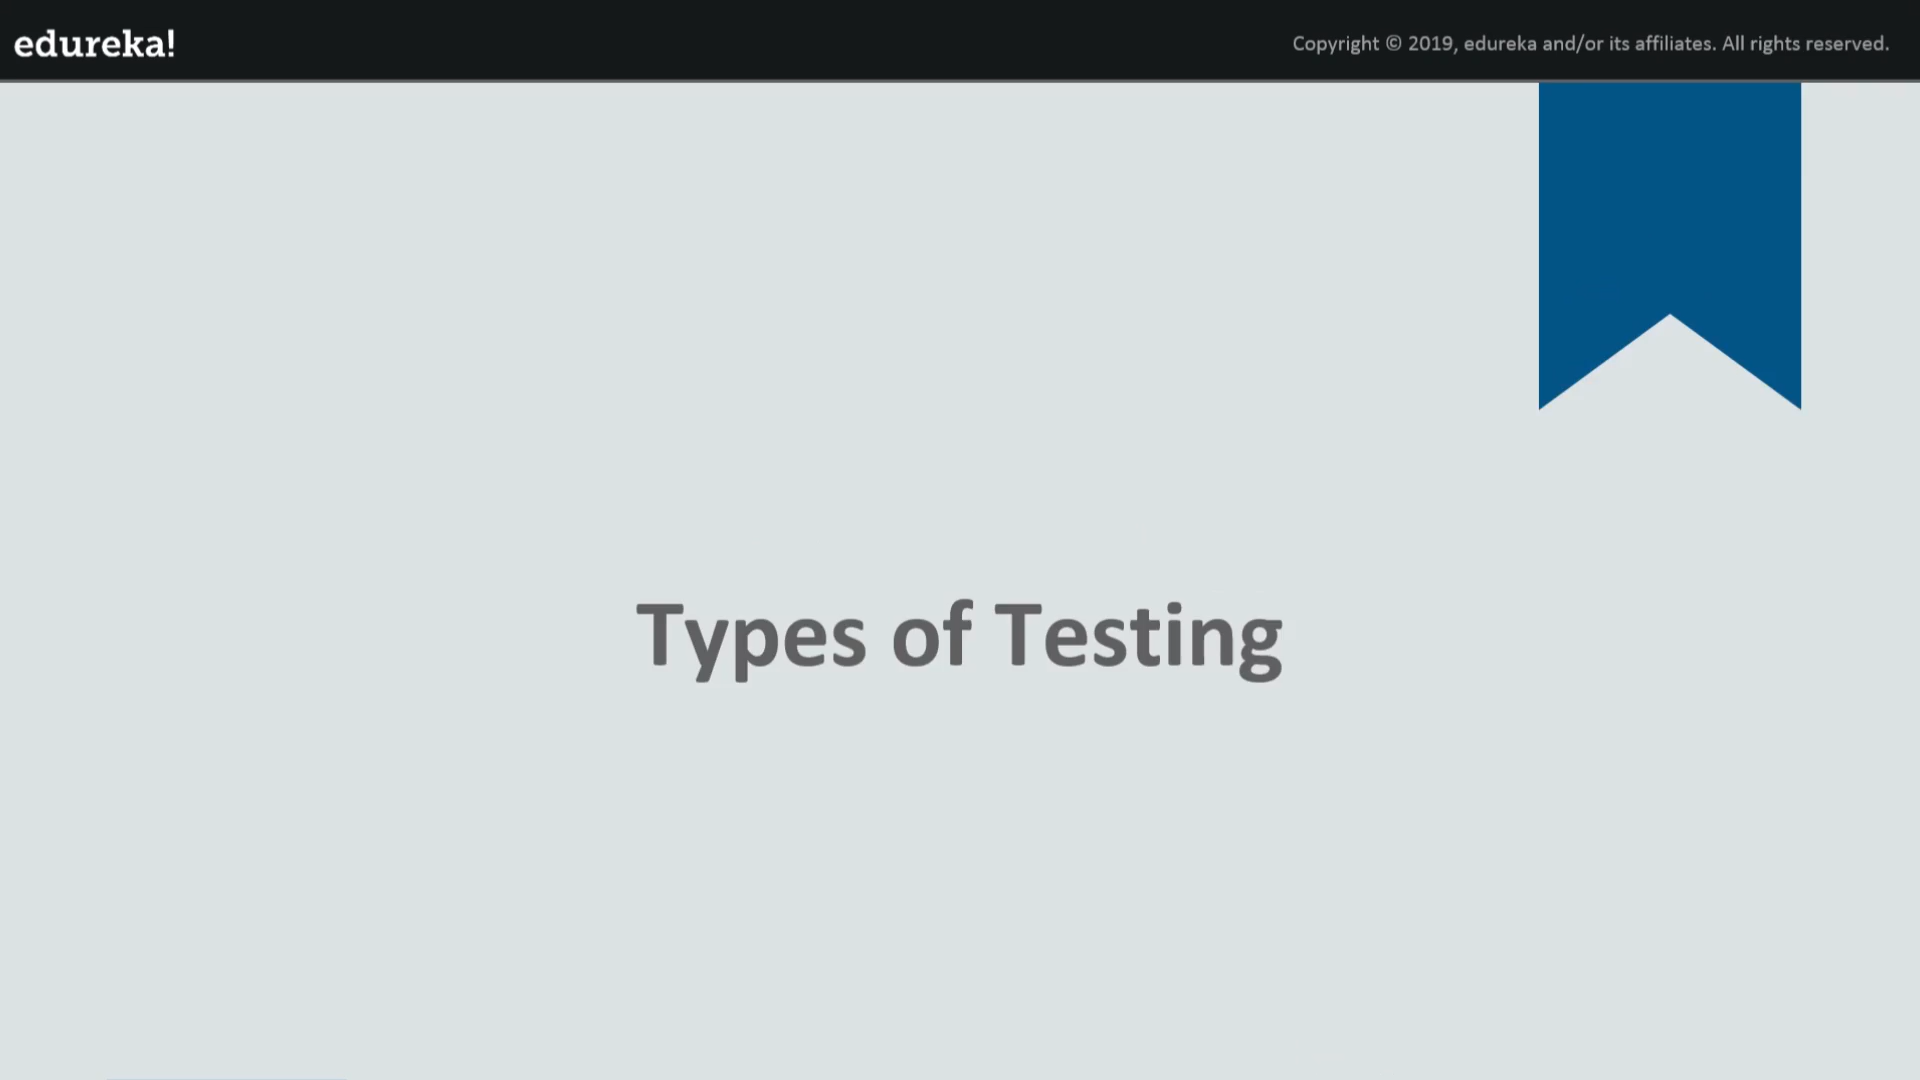 edureka!
Copyright © 2019, edureka and/or its affiliates. All rights reserved.
Types of Testing